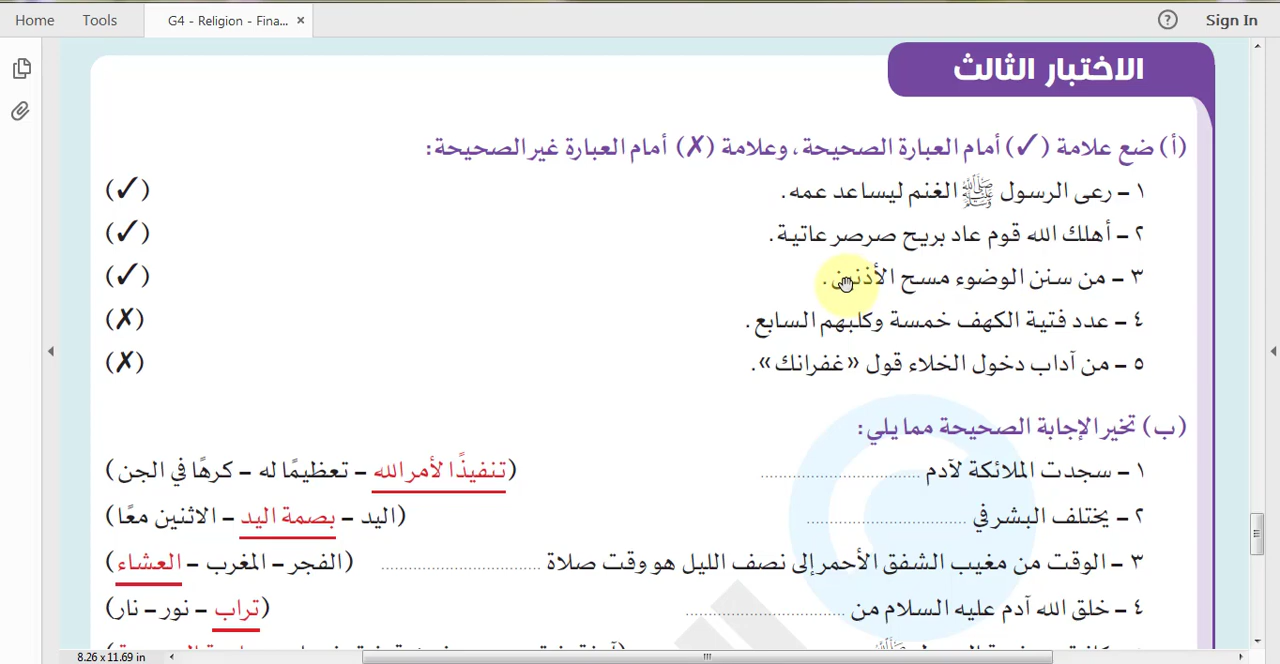 Home Tools G4 - Religion - Fina... × ? Sign In
الاختبار الثالث
(أ) ضع علامة (✓) أمام العبارة الصحيحة، وعلامة (✗) أمام العبارة غير الصحيحة:
١ - رعى الرسول ﷺ الغنم ليساعد عمه. (✓)
٢ - أهلك الله قوم عاد بريح صرصر عاتية. (✓)
٣ - من سنن الوضوء مسح الأذنين. (✓)
٤ - عدد فتية الكهف خمسة وكلبهم السابع. (✗)
٥ - من آداب دخول الخلاء قول «غفرانك». (✗)
(ب) تخير الإجابة الصحيحة مما يلي:
١ - سجدت الملائكة لآدم .................... (تنفيذًا لأمر الله - تعظيمًا له - كرهًا في الجن)
٢ - يختلف البشر في .................... (اليد - بصمة اليد - الاثنين معًا)
٣ - الوقت من مغيب الشفق الأحمر إلى نصف الليل هو وقت صلاة .................... (الفجر - المغرب - العشاء)
٤ - خلق الله آدم عليه السلام من .................... (تراب - نور - نار)
8.26 x 11.69 in